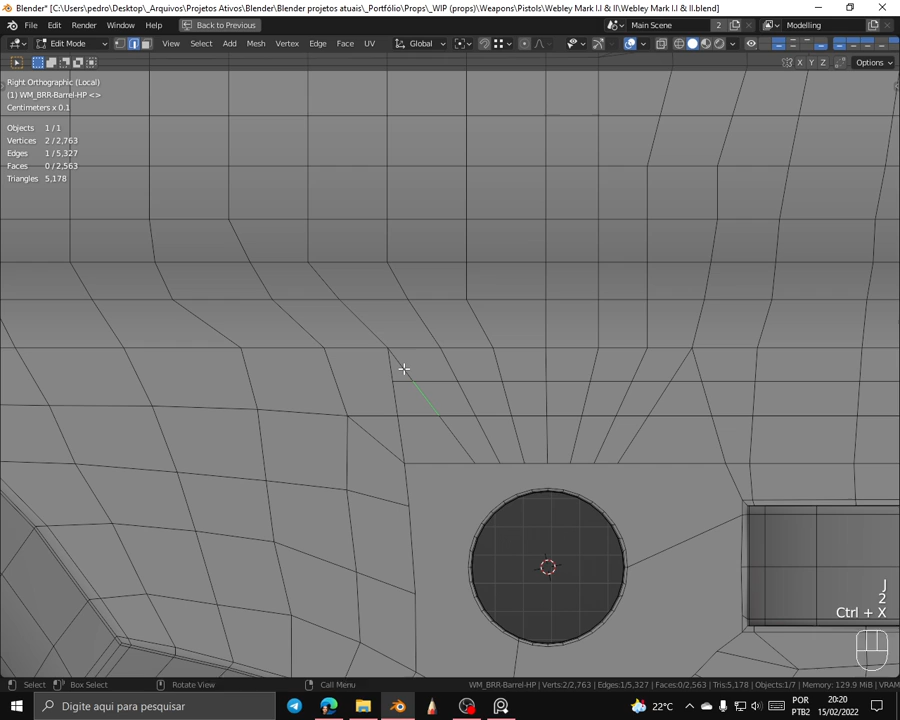 Blender* [C:\Users\pedro\Desktop\_Arquivos\Projetos Ativos\Blender\Blender projetos atuais\_Portfólio\Props\_WIP (props)\Weapons\Pistols\Webley Mark I.I & II\Webley Mark I.I & II.blend]
File Edit Render Window Help Back to Previous Main Scene 2 Modelling
Edit Mode View Select Add Mesh Vertex Edge Face UV Global
X Y Z Options
Right Orthographic (Local)
(1) WM_BRR-Barrel-HP <>
Centimeters x 0.1
Objects 1 / 1
Vertices 2 / 2,763
Edges 1 / 5,327
Faces 0 / 2,563
Triangles 5,178
J
2
Ctrl + X
Select Box Select Rotate View Call Menu WM_BRR-Barrel-HP | Verts:2/2,763 | Edges:1/5,327 | Faces:0/2,563 | Tris:5,178 | Objects:1/7 | Memory: 129.9 MiB | VRAM
Digite aqui para pesquisar 22°C POR PTB2 20:20 15/02/2022